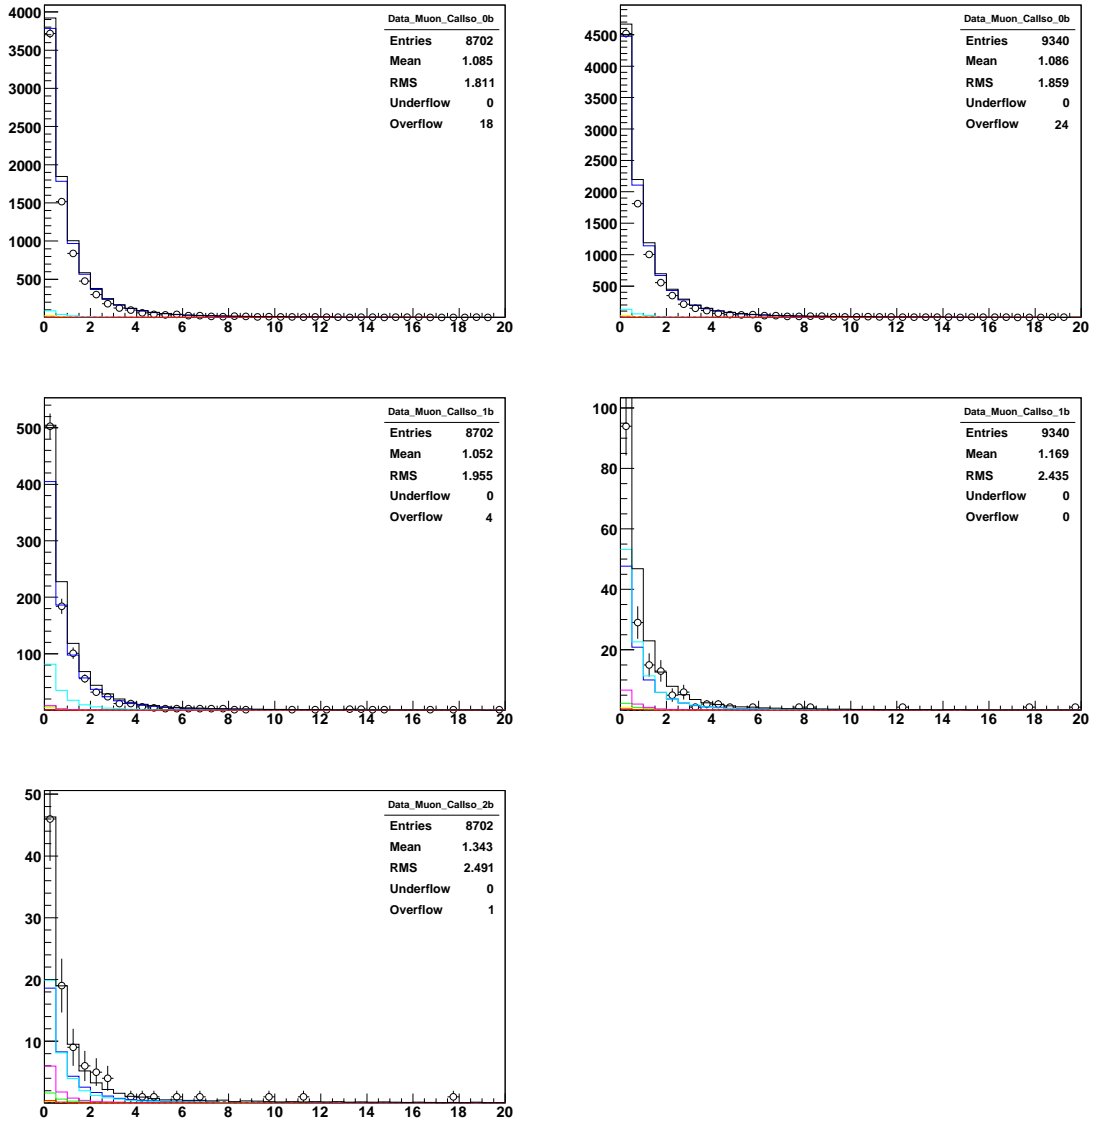 Data_Muon_CalIso_0b
Entries 8702
Mean 1.085
RMS 1.811
Underflow 0
Overflow 18
4000
3500
3000
2500
2000
1500
1000
500
0 2 4 6 8 10 12 14 16 18 20
Data_Muon_CalIso_0b
Entries 9340
Mean 1.086
RMS 1.859
Underflow 0
Overflow 24
4500
4000
3500
3000
2500
2000
1500
1000
500
0 2 4 6 8 10 12 14 16 18 20
Data_Muon_CalIso_1b
Entries 8702
Mean 1.052
RMS 1.955
Underflow 0
Overflow 4
500
400
300
200
100
0 2 4 6 8 10 12 14 16 18 20
Data_Muon_CalIso_1b
Entries 9340
Mean 1.169
RMS 2.435
Underflow 0
Overflow 0
100
80
60
40
20
0 2 4 6 8 10 12 14 16 18 20
Data_Muon_CalIso_2b
Entries 8702
Mean 1.343
RMS 2.491
Underflow 0
Overflow 1
50
40
30
20
10
0 2 4 6 8 10 12 14 16 18 20